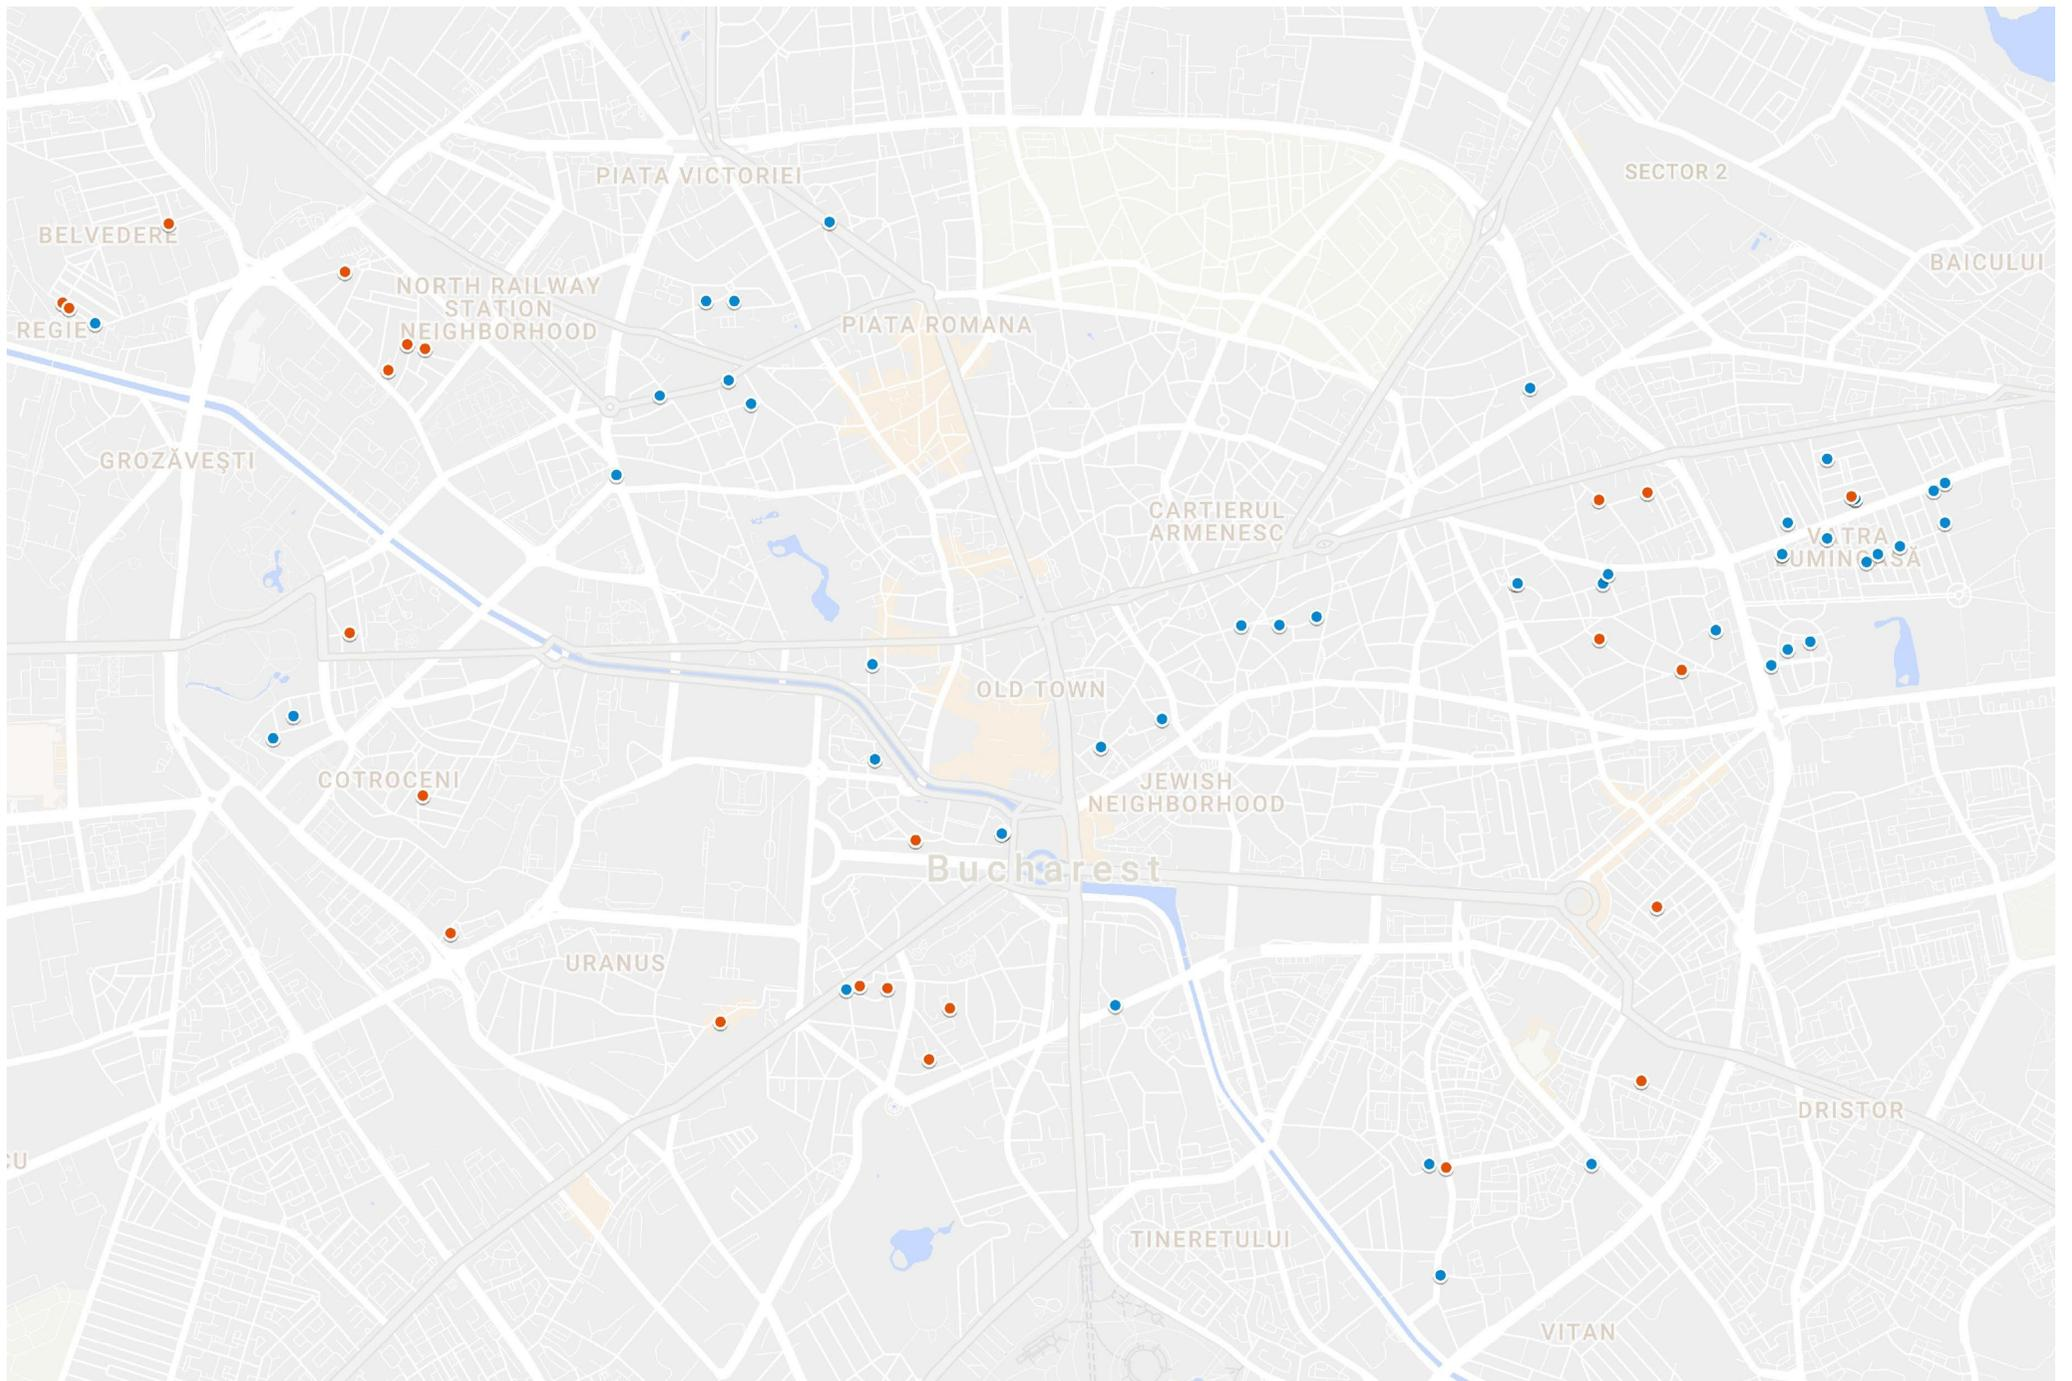 PIATA VICTORIEI
SECTOR 2
BELVEDERE
BAICULUI
NORTH RAILWAY
STATION
NEIGHBORHOOD
REGIE
PIATA ROMANA
GROZĂVEȘTI
CARTIERUL
ARMENESC
VATRA
LUMINOASĂ
OLD TOWN
COTROCENI
JEWISH
NEIGHBORHOOD
Bucharest
URANUS
DRISTOR
CU
TINERETULUI
VITAN